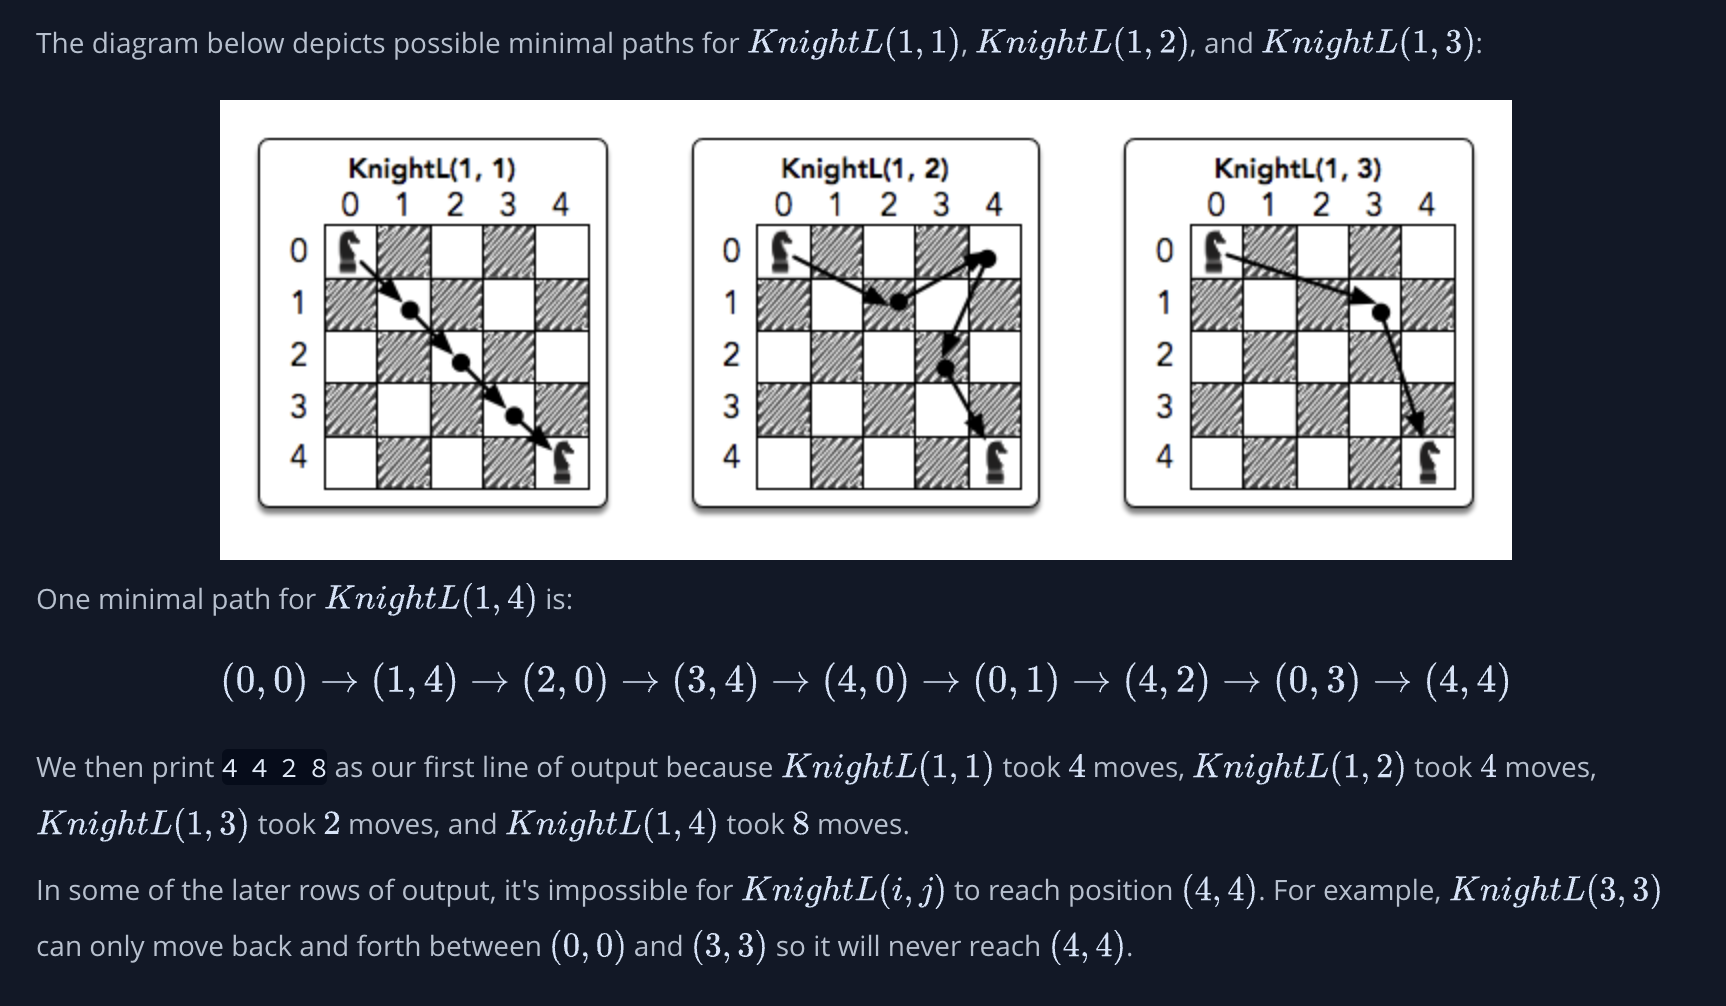 The diagram below depicts possible minimal paths for KnightL(1, 1), KnightL(1, 2), and KnightL(1, 3):
KnightL(1, 1) KnightL(1, 2) KnightL(1, 3)
0 1 2 3 4 0 1 2 3 4 0 1 2 3 4
0 0 0
1 1 1
2 2 2
3 3 3
4 4 4
One minimal path for KnightL(1, 4) is:
(0, 0) → (1, 4) → (2, 0) → (3, 4) → (4, 0) → (0, 1) → (4, 2) → (0, 3) → (4, 4)
We then print 4 4 2 8 as our first line of output because KnightL(1, 1) took 4 moves, KnightL(1, 2) took 4 moves,
KnightL(1, 3) took 2 moves, and KnightL(1, 4) took 8 moves.
In some of the later rows of output, it's impossible for KnightL(i, j) to reach position (4, 4). For example, KnightL(3, 3)
can only move back and forth between (0, 0) and (3, 3) so it will never reach (4, 4).